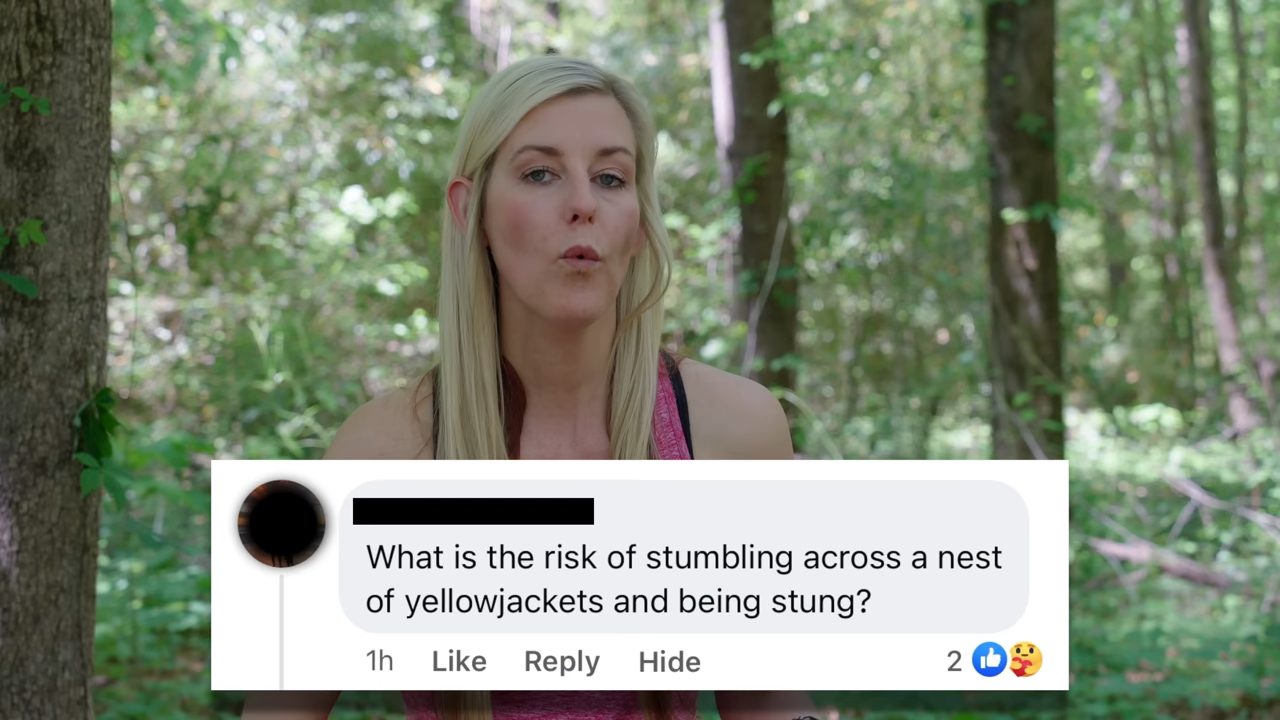 What is the risk of stumbling across a nest
of yellowjackets and being stung?
1h Like Reply Hide 2